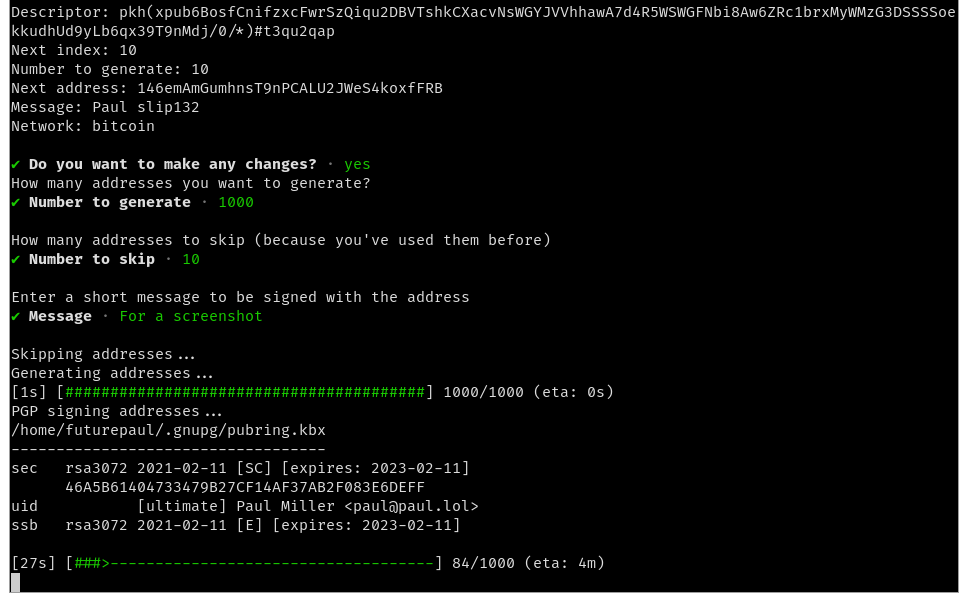 Descriptor: pkh(xpub6BosfCnifzxcFwrSzQiqu2DBVTshkCXacvNsWGYJVVhhawA7d4R5WSWGFNbi8Aw6ZRc1brxMyWMzG3DSSSSoe
kkudhUd9yLb6qx39T9nMdj/0/*)#t3qu2qap
Next index: 10
Number to generate: 10
Next address: 146emAmGumhnsT9nPCALU2JWeS4koxfFRB
Message: Paul slip132
Network: bitcoin
✔ Do you want to make any changes? · yes
How many addresses you want to generate?
✔ Number to generate · 1000
How many addresses to skip (because you've used them before)
✔ Number to skip · 10
Enter a short message to be signed with the address
✔ Message · For a screenshot
Skipping addresses...
Generating addresses...
[1s] [########################################] 1000/1000 (eta: 0s)
PGP signing addresses...
/home/futurepaul/.gnupg/pubring.kbx
-----------------------------------
sec   rsa3072 2021-02-11 [SC] [expires: 2023-02-11]
      46A5B61404733479B27CF14AF37AB2F083E6DEFF
uid           [ultimate] Paul Miller <paul@paul.lol>
ssb   rsa3072 2021-02-11 [E] [expires: 2023-02-11]
[27s] [###>------------------------------------] 84/1000 (eta: 4m)